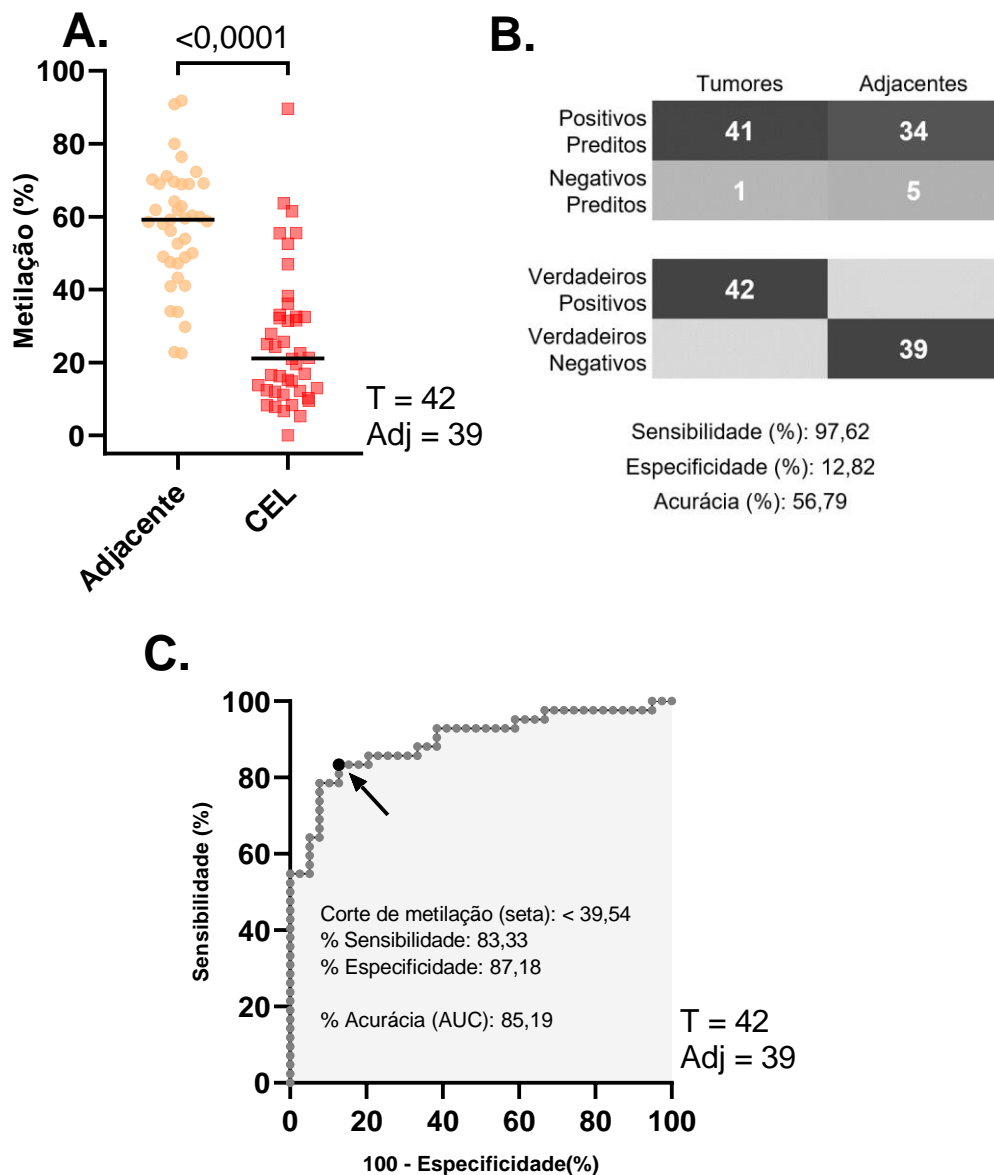 A.
<0,0001
100
80
60
40
20
0
Metilação (%)
T = 42
Adj = 39
Adjacente
CEL
B.
Tumores Adjacentes
Positivos
Preditos
41 34
Negativos
Preditos
1 5
Verdadeiros
Positivos
42
Verdadeiros
Negativos
39
Sensibilidade (%): 97,62
Especificidade (%): 12,82
Acurácia (%): 56,79
C.
100
80
60
40
20
0
Sensibilidade (%)
Corte de metilação (seta): < 39,54
% Sensibilidade: 83,33
% Especificidade: 87,18
% Acurácia (AUC): 85,19
T = 42
Adj = 39
0 20 40 60 80 100
100 - Especificidade(%)